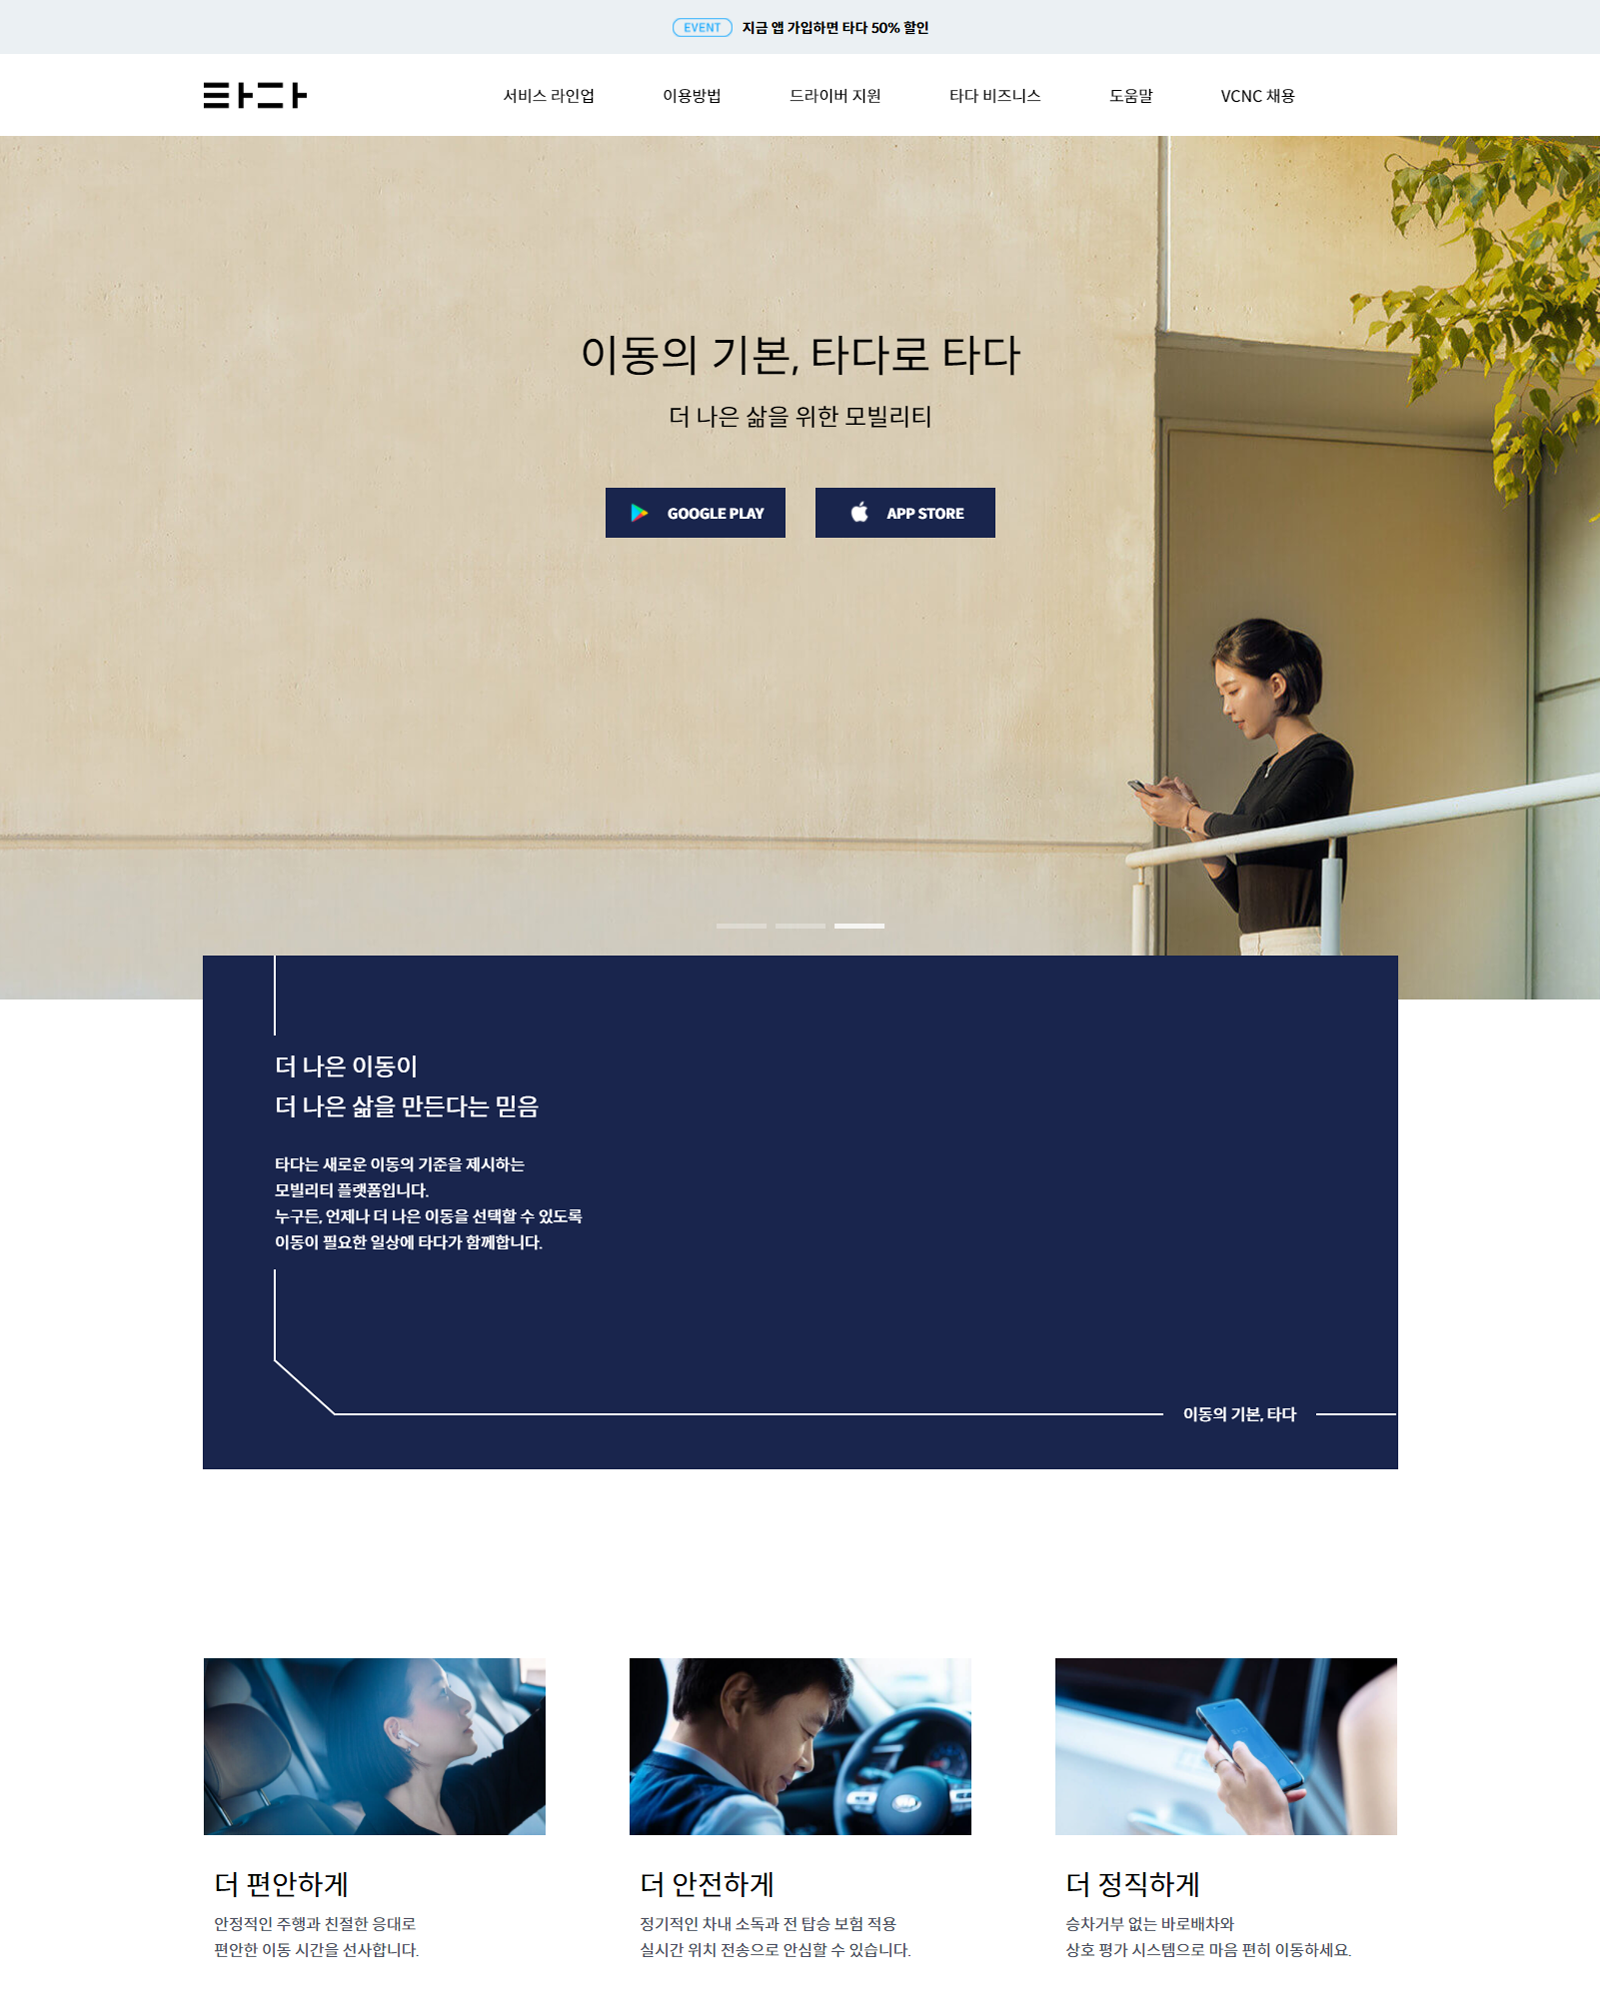 EVENT 지금 앱 가입하면 타다 50% 할인
타다 서비스 라인업 이용방법 드라이버 지원 타다 비즈니스 도움말 VCNC 채용
이동의 기본, 타다로 타다
더 나은 삶을 위한 모빌리티
GOOGLE PLAY APP STORE
더 나은 이동이
더 나은 삶을 만든다는 믿음
타다는 새로운 이동의 기준을 제시하는
모빌리티 플랫폼입니다.
누구든, 언제나 더 나은 이동을 선택할 수 있도록
이동이 필요한 일상에 타다가 함께합니다.
이동의 기본, 타다
더 편안하게
안정적인 주행과 친절한 응대로
편안한 이동 시간을 선사합니다.
더 안전하게
정기적인 차내 소독과 전 탑승 보험 적용
실시간 위치 전송으로 안심할 수 있습니다.
더 정직하게
승차거부 없는 바로배차와
상호 평가 시스템으로 마음 편히 이동하세요.